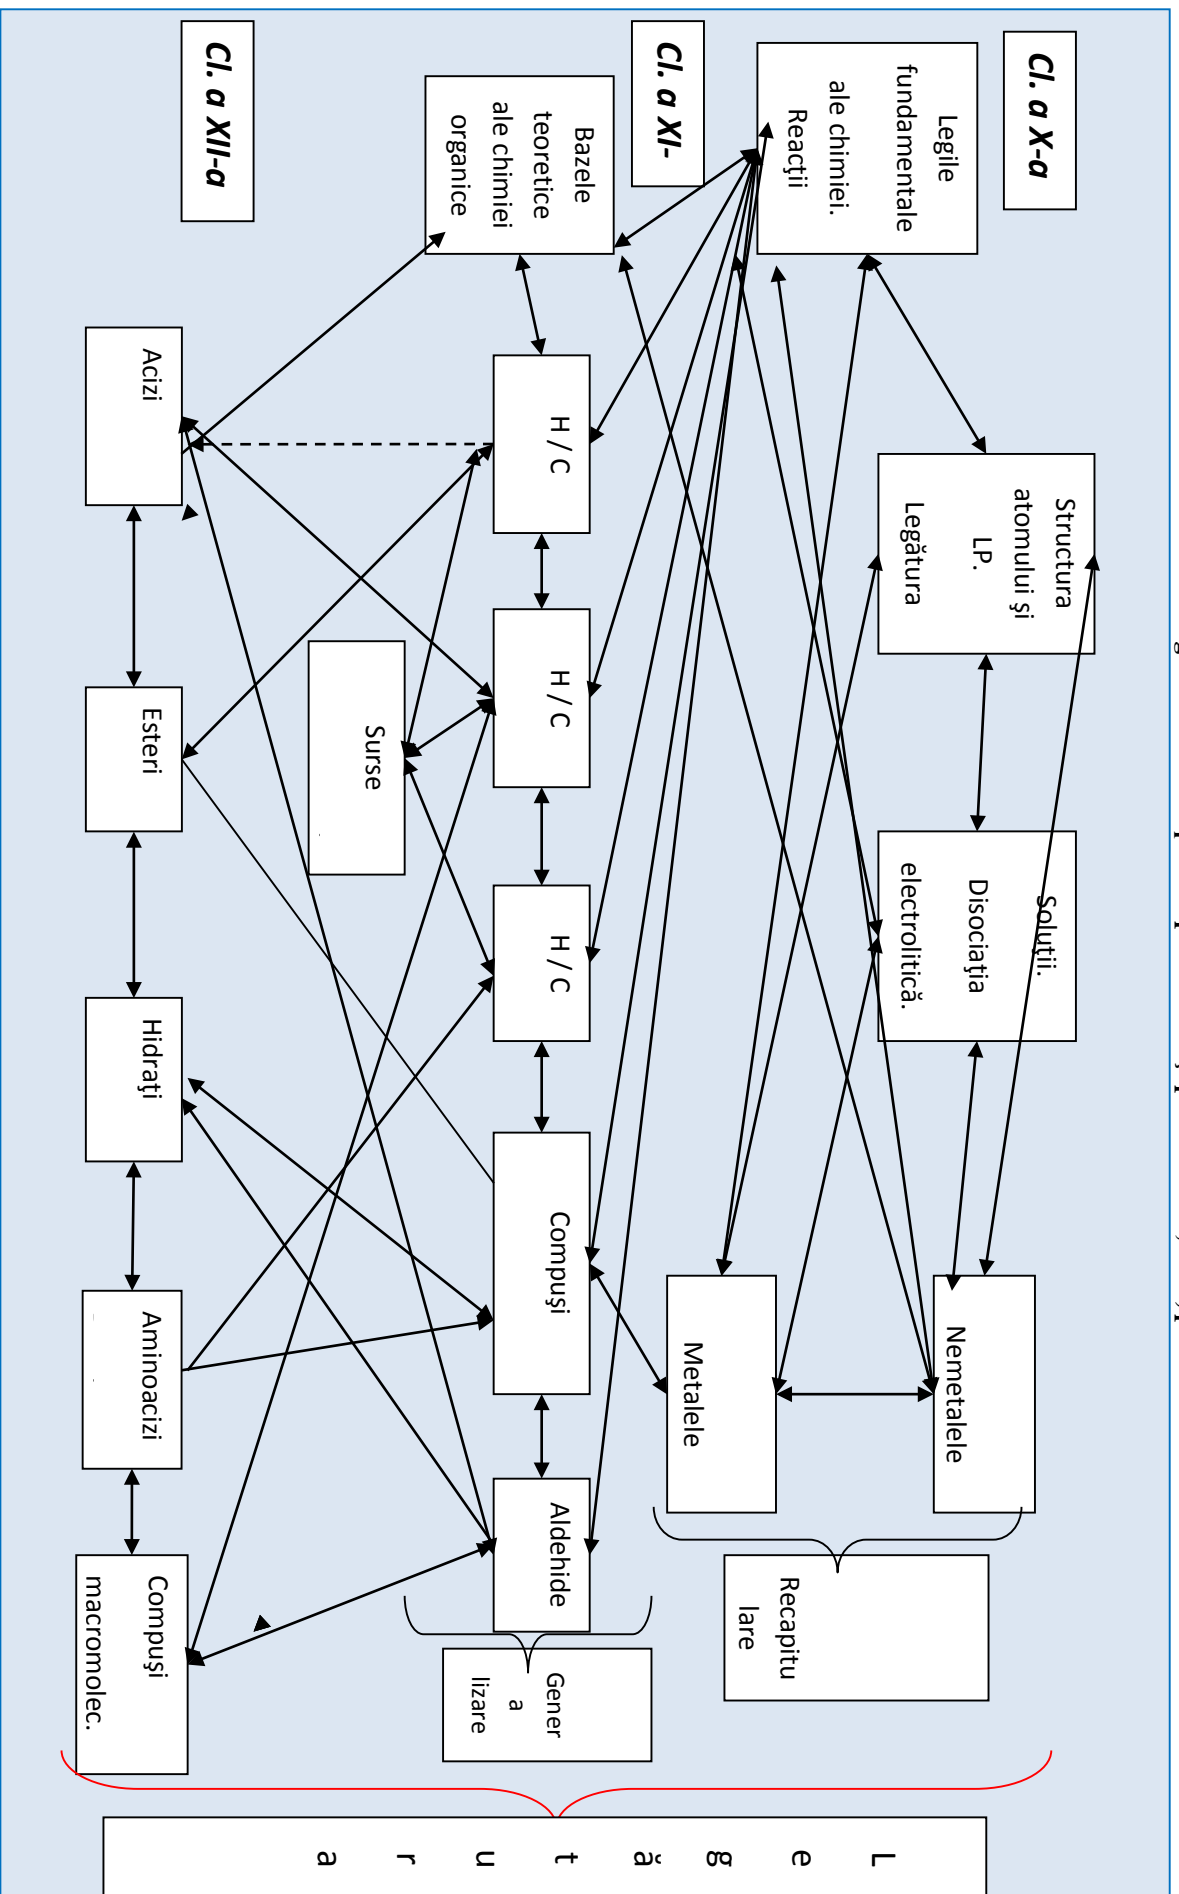 Cl. a X-a
Legile
fundamentale
ale chimiei.
Reacţii
Structura
atomului şi
LP.
Legătura
Soluţii.
Disociaţia
electrolitică.
Nemetalele
Metalele
Recapitu
lare
Cl. a XI-
Bazele
teoretice
ale chimiei
organice
H / C
H / C
H / C
Compuşi
Aldehide
Surse
Gener
a
lizare
Cl. a XII-a
Acizi
Esteri
Hidraţi
Aminoacizi
Compuşi
macromolec.
L e g ă t u r a